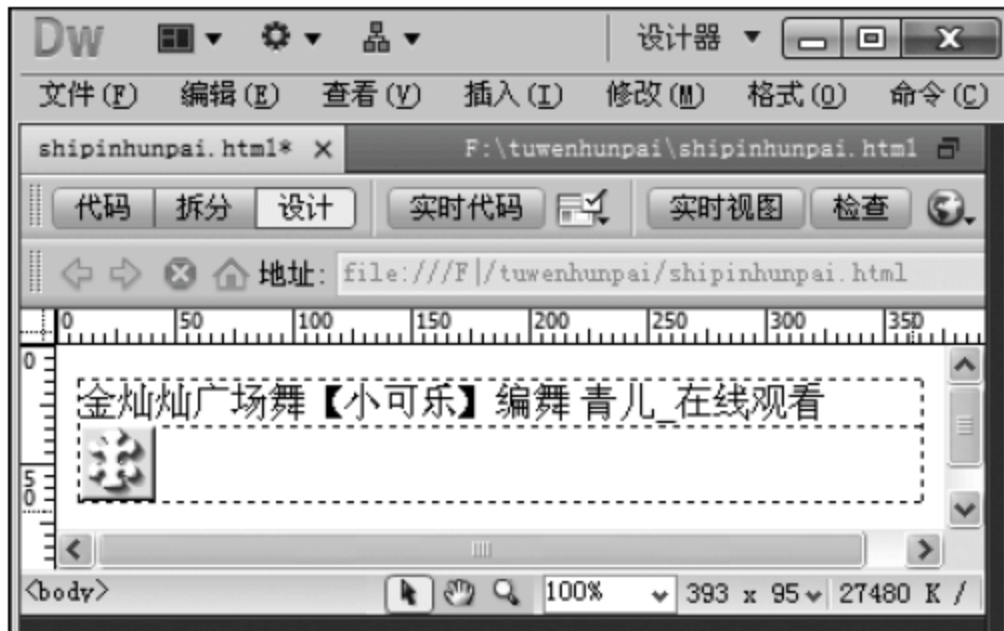 Dw 设计器
文件(F) 编辑(E) 查看(V) 插入(I) 修改(M) 格式(O) 命令(C)
shipinhunpai.html* × F:\tuwenhunpai\shipinhunpai.html
代码 拆分 设计 实时代码 实时视图 检查
地址: file:///F|/tuwenhunpai/shipinhunpai.html
0 50 100 150 200 250 300 350
0
金灿灿广场舞【小可乐】编舞 青儿_在线观看
50
<body> 100% 393 x 95 27480 K /